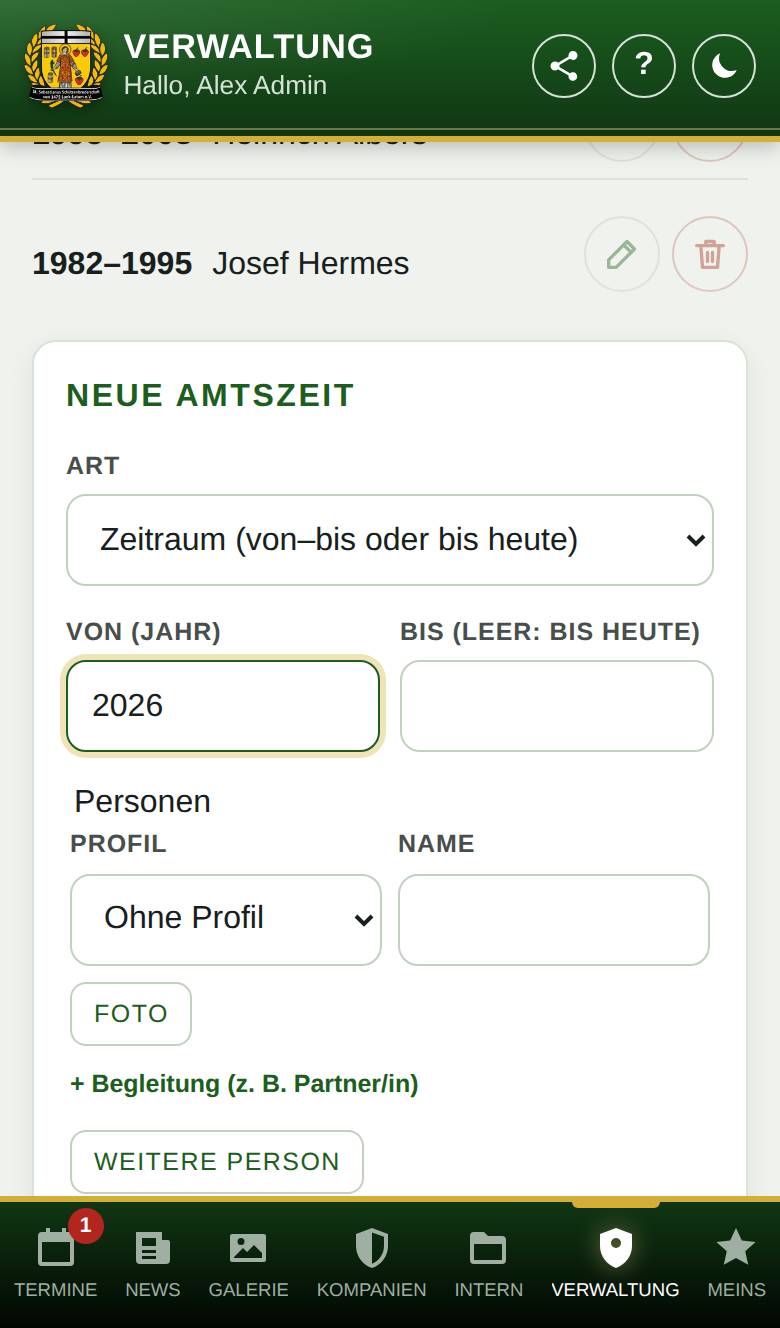 VERWALTUNG
Hallo, Alex Admin
?
1982–1995 Josef Hermes
NEUE AMTSZEIT
ART
Zeitraum (von–bis oder bis heute)
VON (JAHR) BIS (LEER: BIS HEUTE)
2026
Personen
PROFIL NAME
Ohne Profil
FOTO
+ Begleitung (z. B. Partner/in)
WEITERE PERSON
1
TERMINE NEWS GALERIE KOMPANIEN INTERN VERWALTUNG MEINS